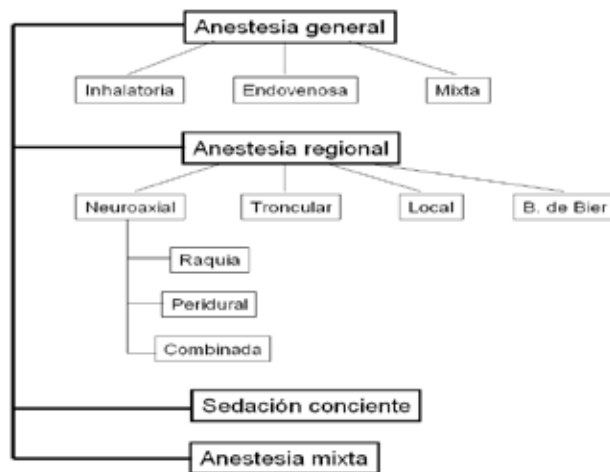 Anestesia general
Inhalatoria
Endovenosa
Mixta
Anestesia regional
Neuroaxial
Troncular
Local
B. de Bier
Raquia
Peridural
Combinada
Sedación conciente
Anestesia mixta